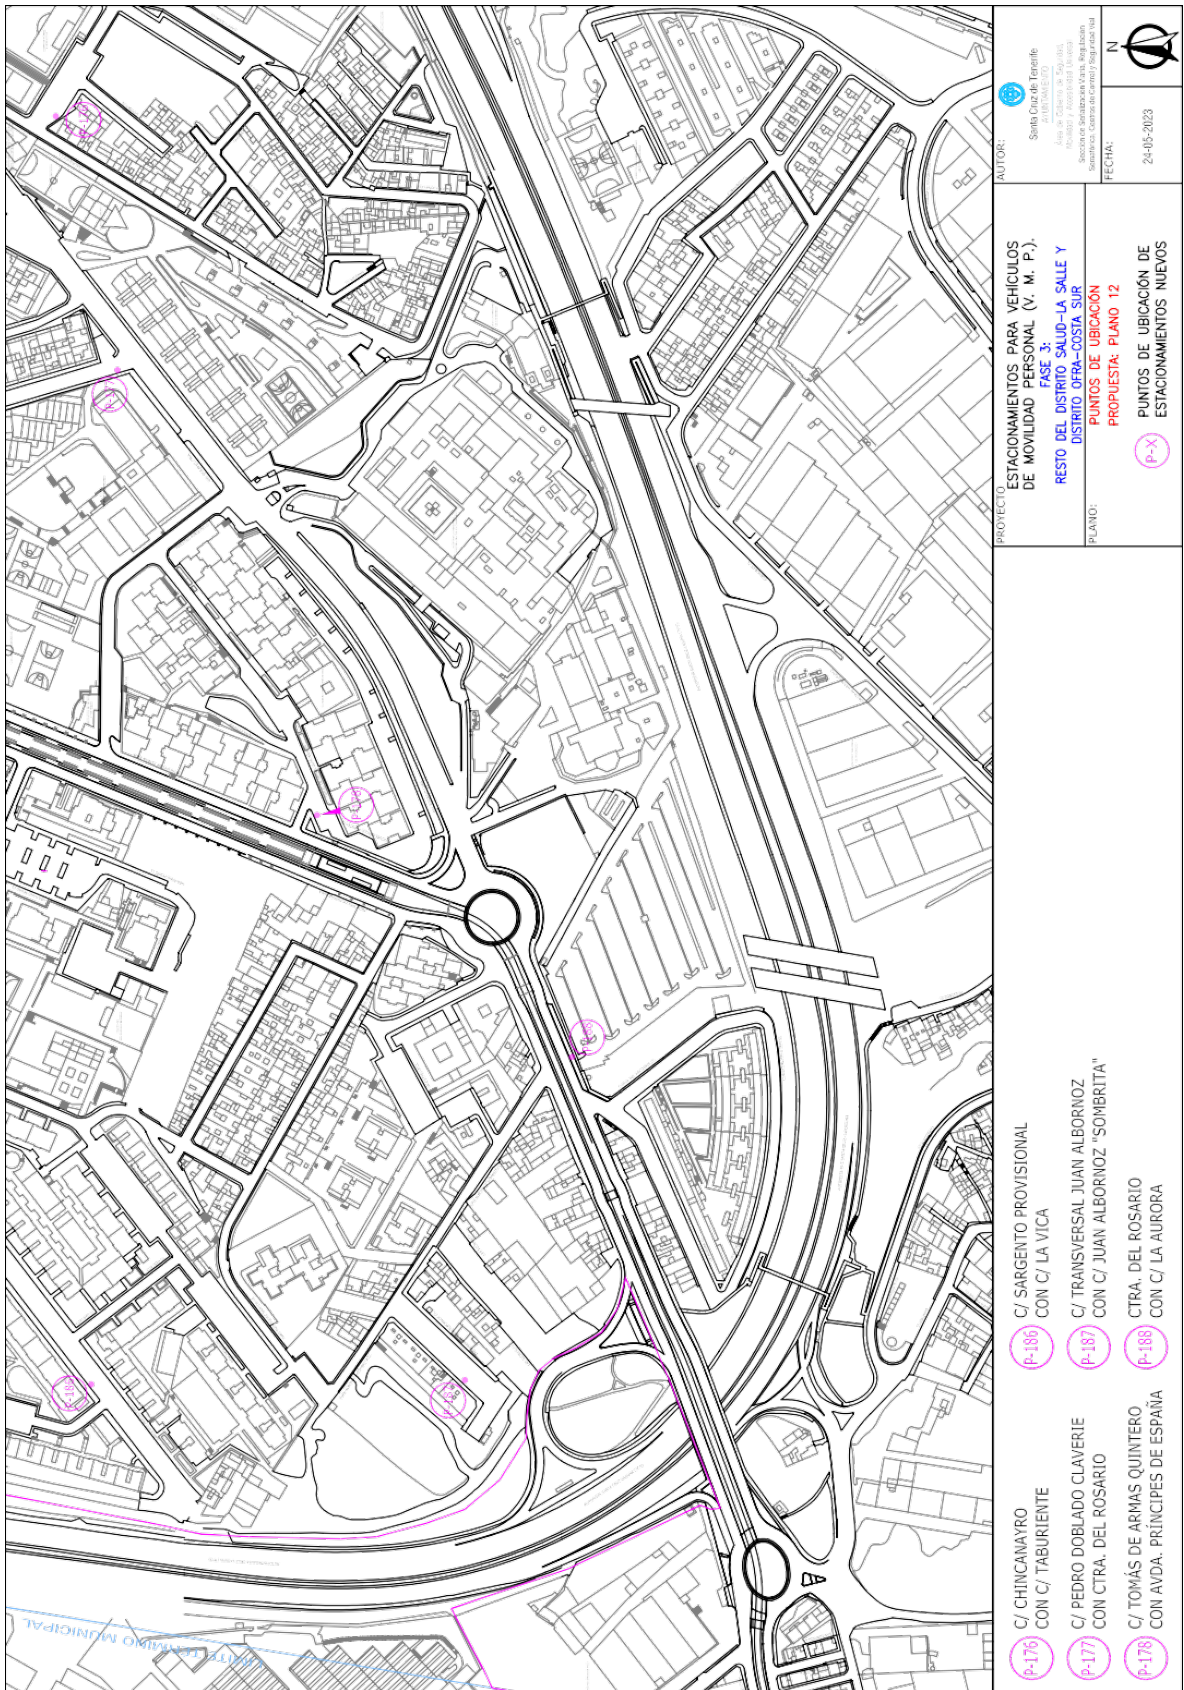 P-176
C/ CHINCANAYRO
CON C/ TABURIENTE
P-177
C/ PEDRO DOBLADO CLAVERIE
CON CTRA. DEL ROSARIO
P-178
C/ TOMÁS DE ARMAS QUINTERO
CON AVDA. PRÍNCIPES DE ESPAÑA
P-186
C/ SARGENTO PROVISIONAL
CON C/ LA VICA
P-187
C/ TRANSVERSAL JUAN ALBORNOZ
CON C/ JUAN ALBORNOZ "SOMBRITA"
P-188
CTRA. DEL ROSARIO
CON C/ LA AURORA
PROYECTO
ESTACIONAMIENTOS PARA VEHÍCULOS
DE MOVILIDAD PERSONAL (V. M. P.).
FASE 3:
RESTO DEL DISTRITO SALUD-LA SALLE Y
DISTRITO OFRA-COSTA SUR
PLANO:
PUNTOS DE UBICACIÓN
PROPUESTA: PLANO 12
P-X
PUNTOS DE UBICACIÓN DE
ESTACIONAMIENTOS NUEVOS
AUTOR:
Santa Cruz de Tenerife
AYUNTAMIENTO
FECHA:
24-05-2023
N
LÍMITE TÉRMINO MUNICIPAL